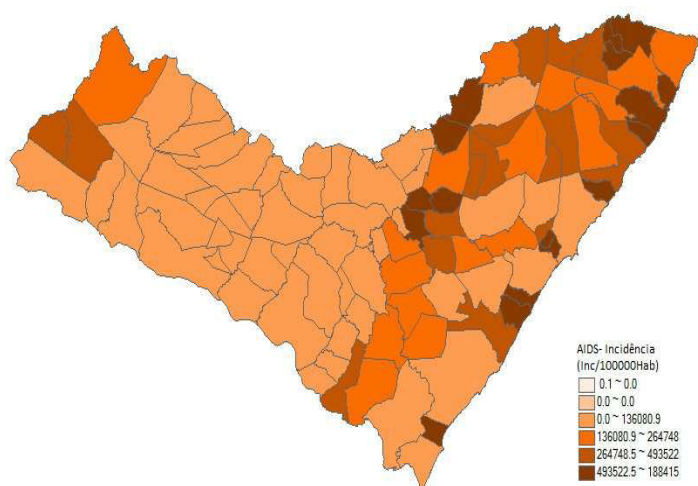 AIDS- Incidência
(Inc/100000Hab)
0.1 ~ 0.0
0.0 ~ 0.0
0.0 ~ 136080.9
136080.9 ~ 264748
264748.5 ~ 493522
493522.5 ~ 188415